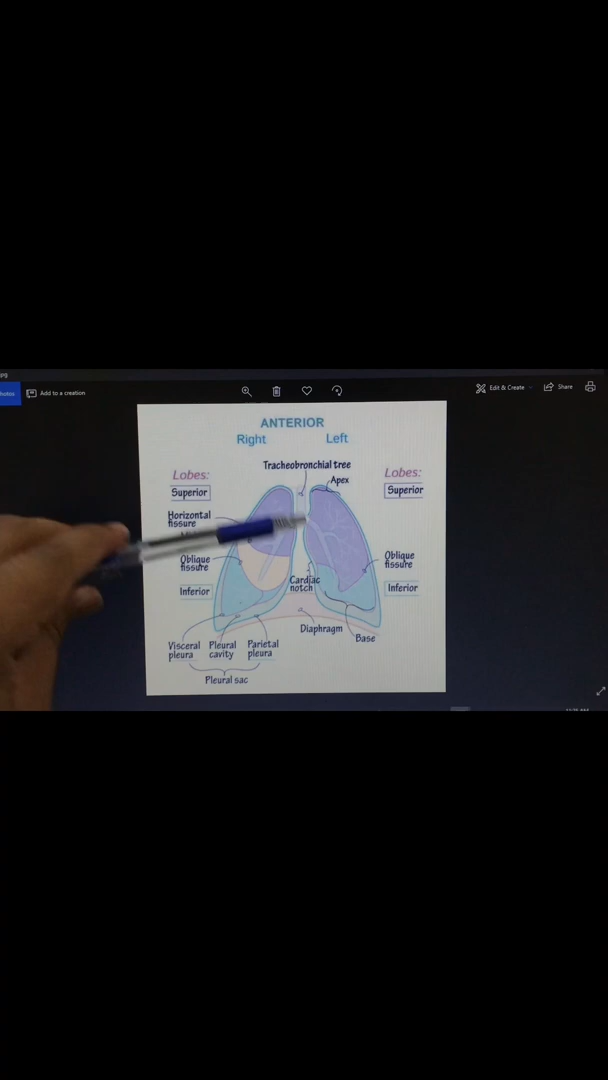 jpg
Add to a creation
Edit & Create
Share
ANTERIOR
Right
Left
Tracheobronchial tree
Apex
Lobes:
Lobes:
Superior
Superior
Horizontal
fissure
Oblique
fissure
Oblique
fissure
Inferior
Inferior
Cardiac
notch
Diaphragm
Base
Visceral
pleura
Pleural
cavity
Parietal
pleura
Pleural sac